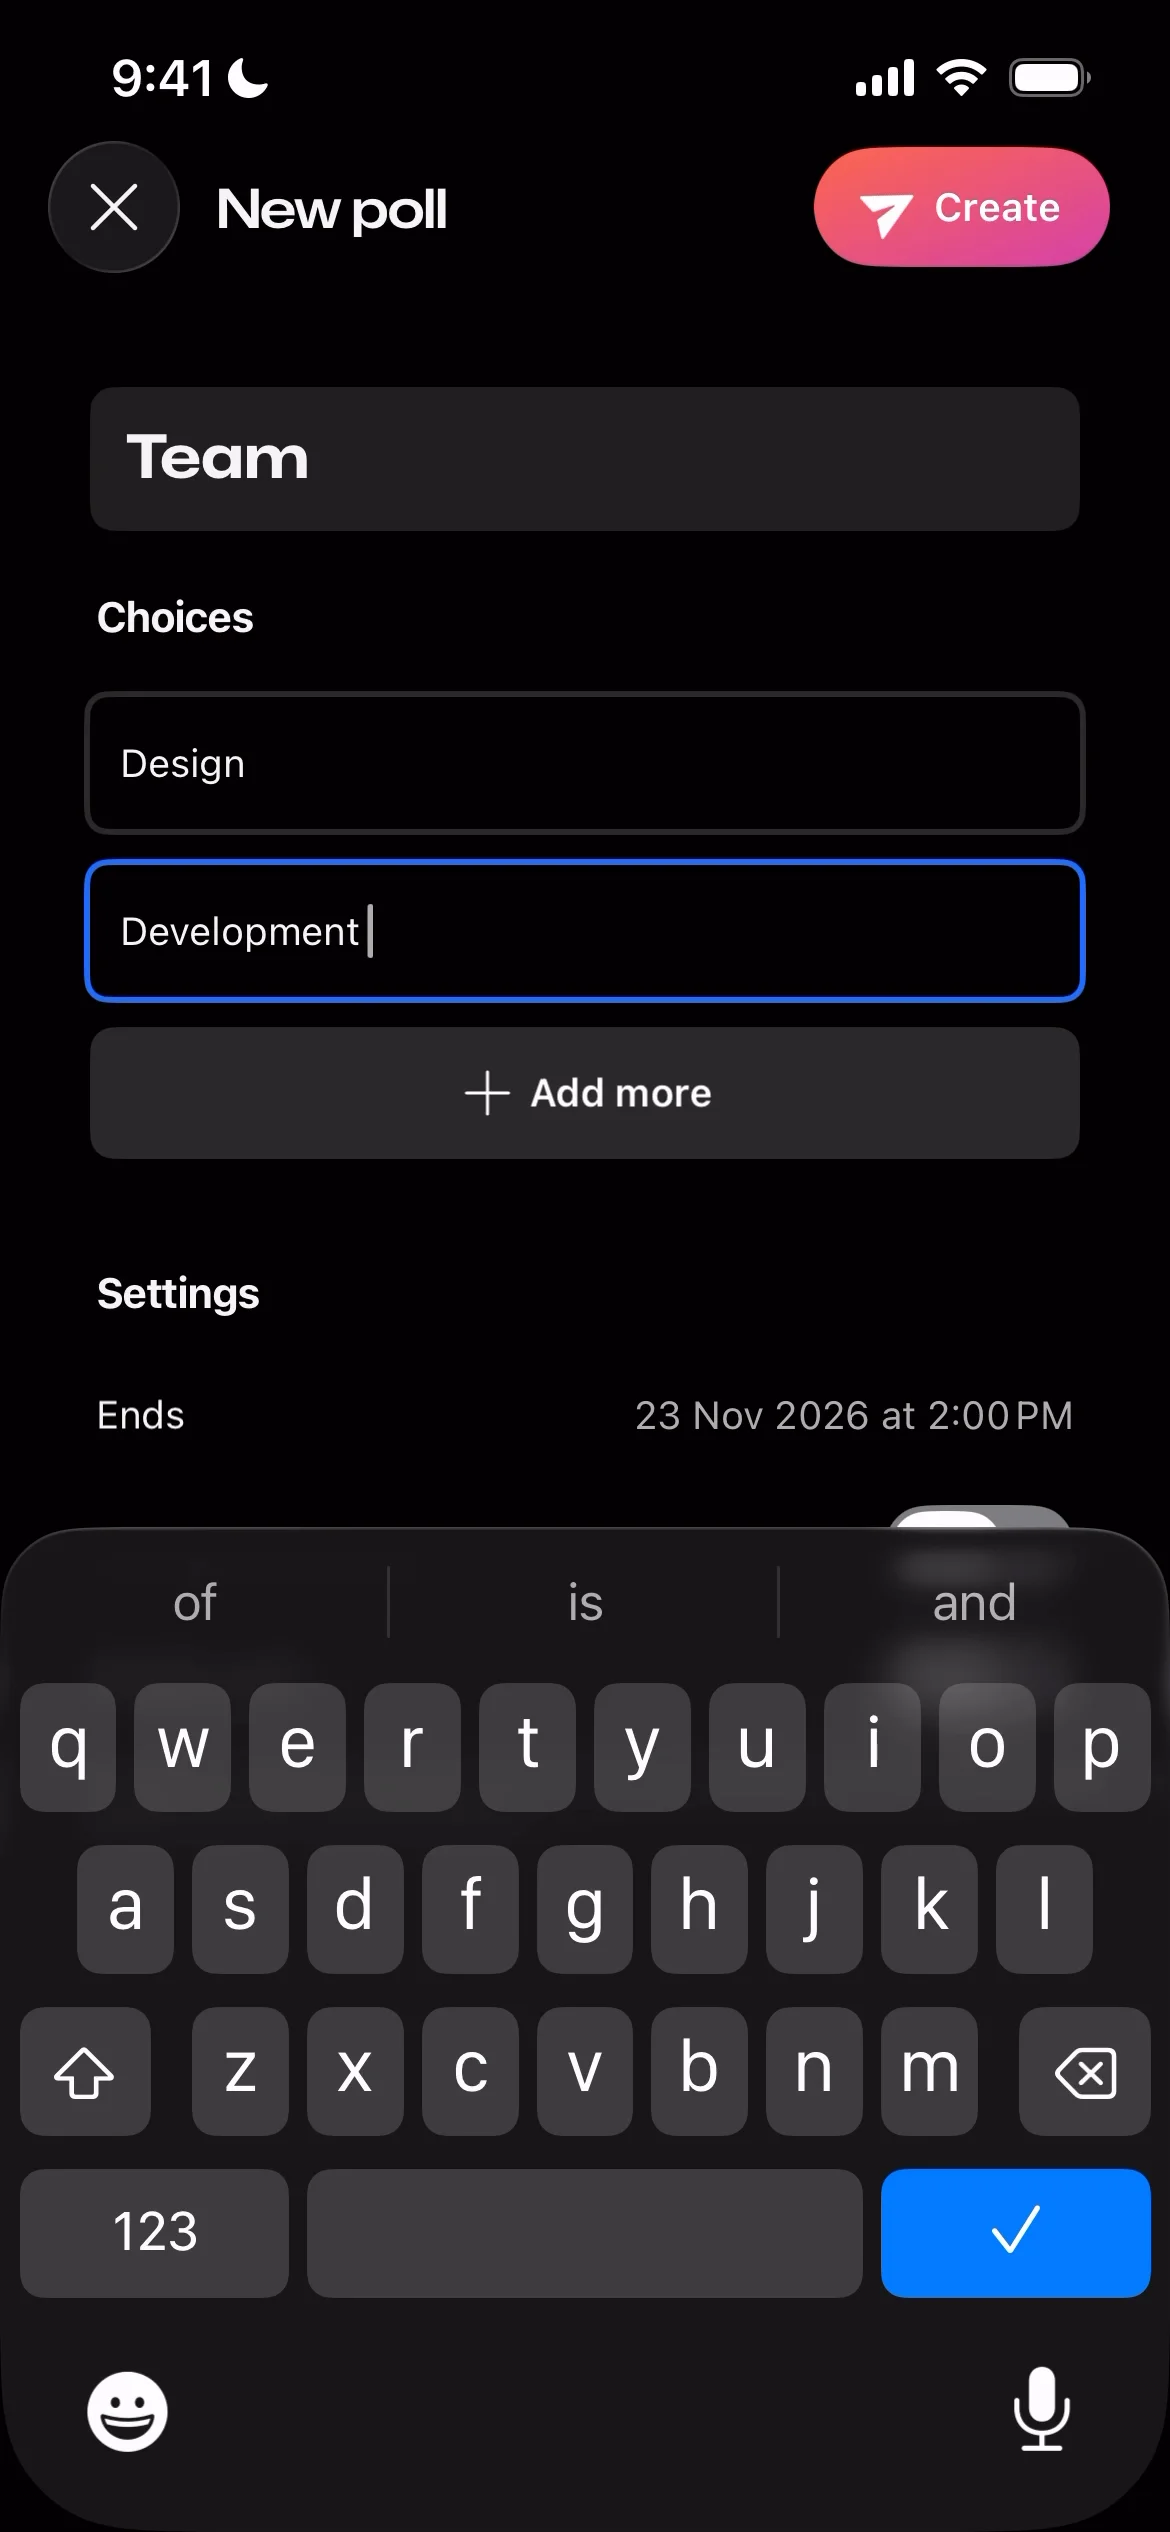 9:41
New poll
Create
Team
Choices
Design
Development
Add more
Settings
Ends
23 Nov 2026 at 2:00 PM
of is and
q w e r t y u i o p
a s d f g h j k l
z x c v b n m
123